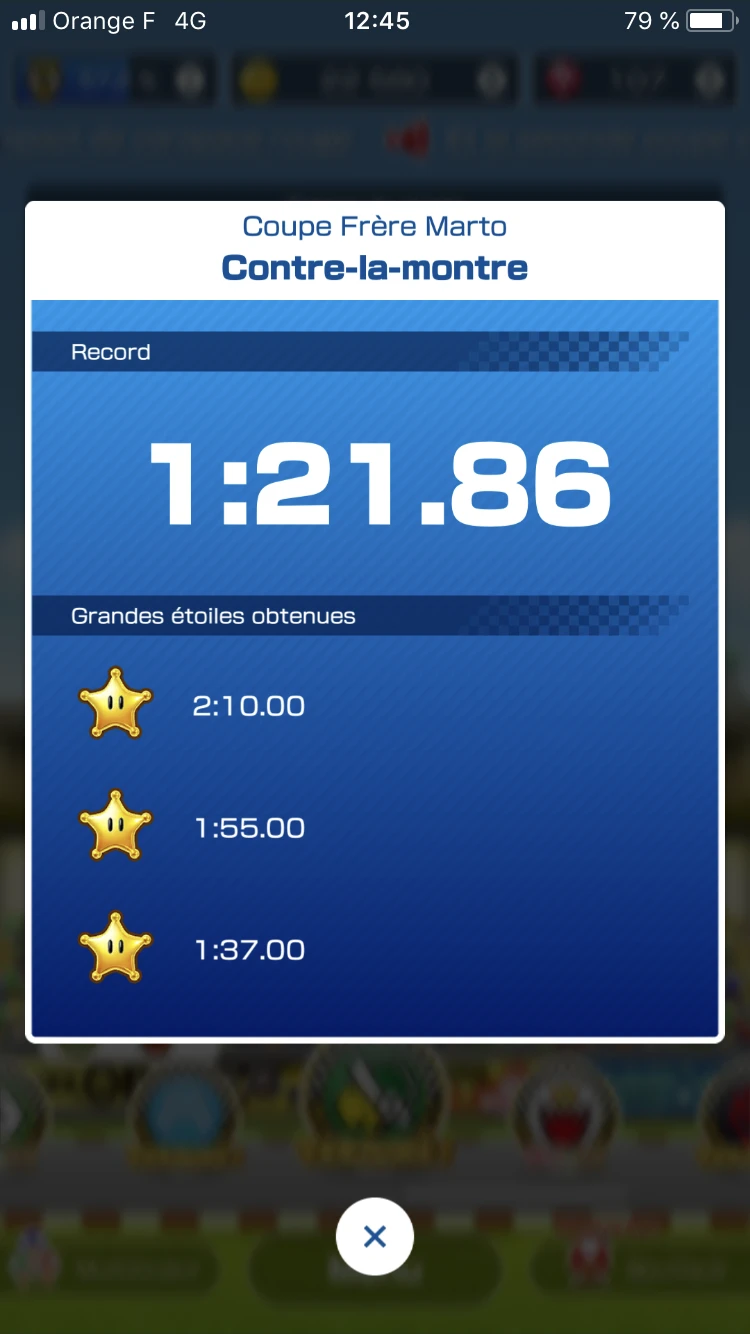 Orange F 4G 12:45 79 %
Coupe Frère Marto
Contre-la-montre
Record
1:21.86
Grandes étoiles obtenues
2:10.00
1:55.00
1:37.00